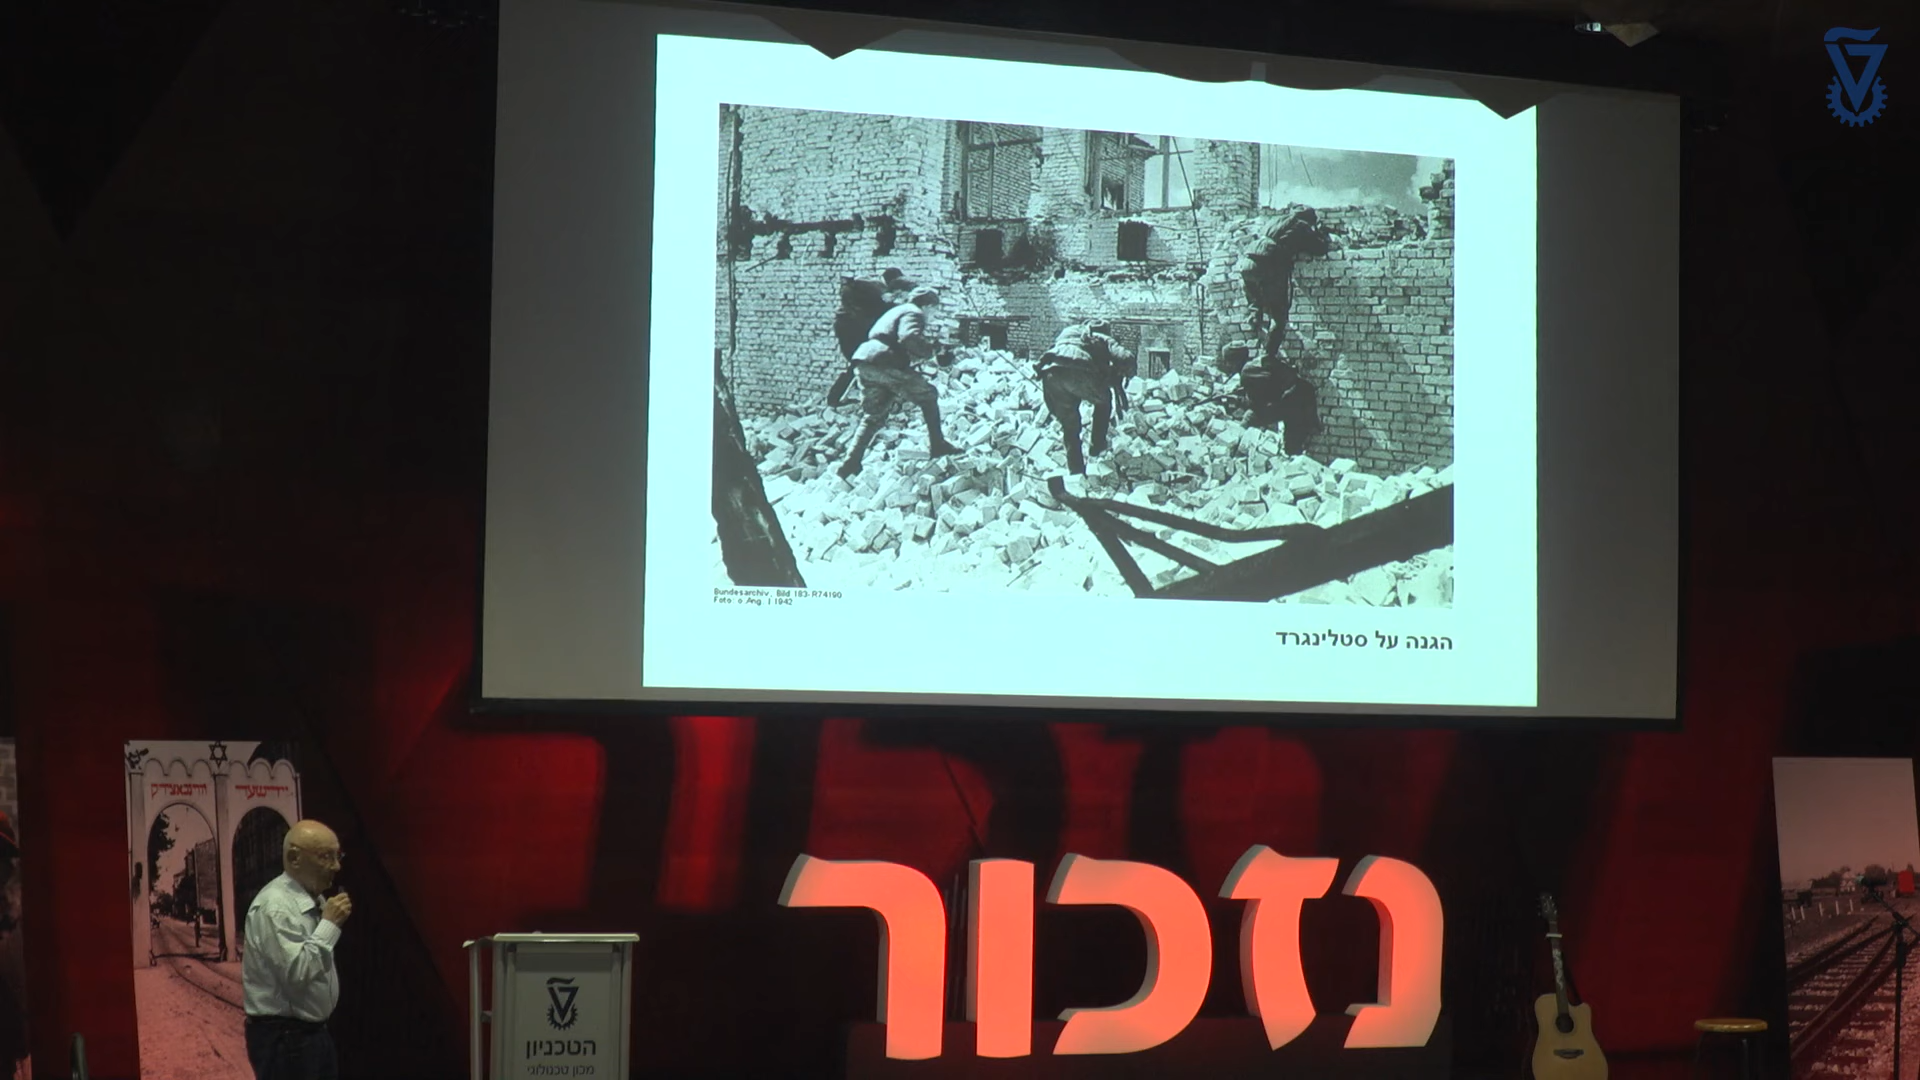 Bundesarchiv, Bild 183-R74190
Foto: o.Ang. | 1942
הגנה על סטלינגרד
נזכור
הטכניון
מכון טכנולוגי